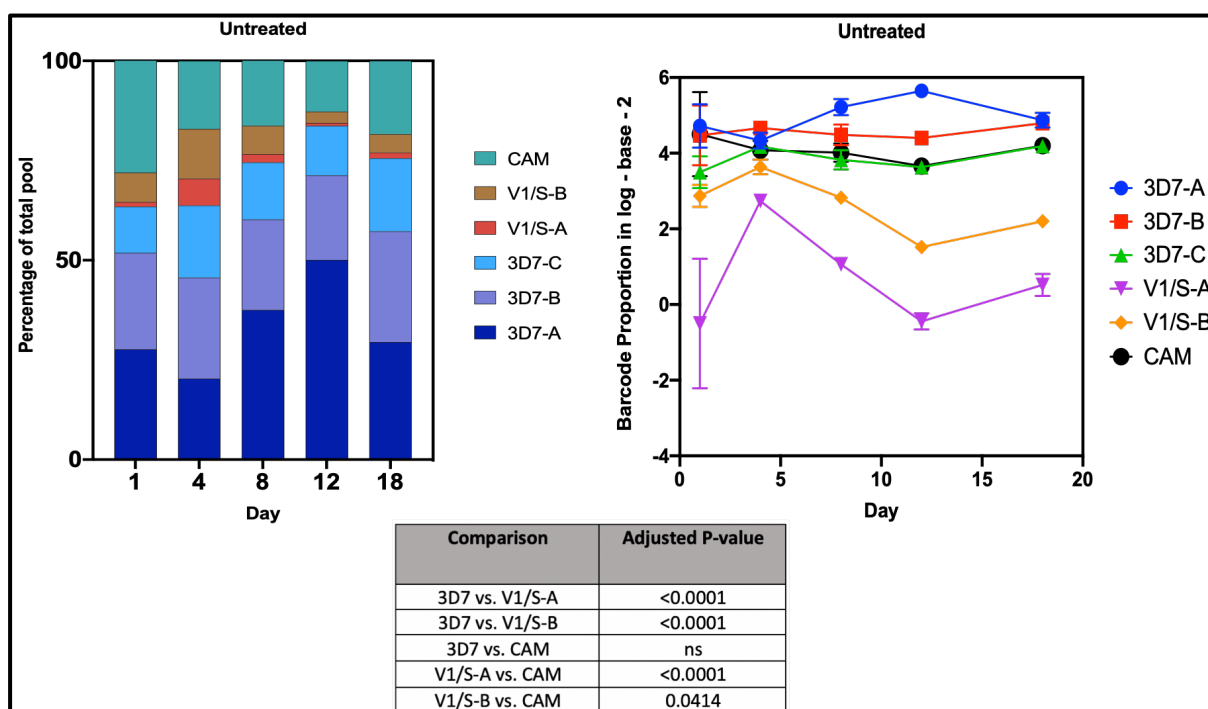 Untreated
100
50
0
Percentage of total pool
1 4 8 12 18
Day
CAM
V1/S-B
V1/S-A
3D7-C
3D7-B
3D7-A
Untreated
6
4
2
0
-2
-4
Barcode Proportion in log - base - 2
0 5 10 15 20
Day
3D7-A
3D7-B
3D7-C
V1/S-A
V1/S-B
CAM
Comparison Adjusted P-value
3D7 vs. V1/S-A <0.0001
3D7 vs. V1/S-B <0.0001
3D7 vs. CAM ns
V1/S-A vs. CAM <0.0001
V1/S-B vs. CAM 0.0414